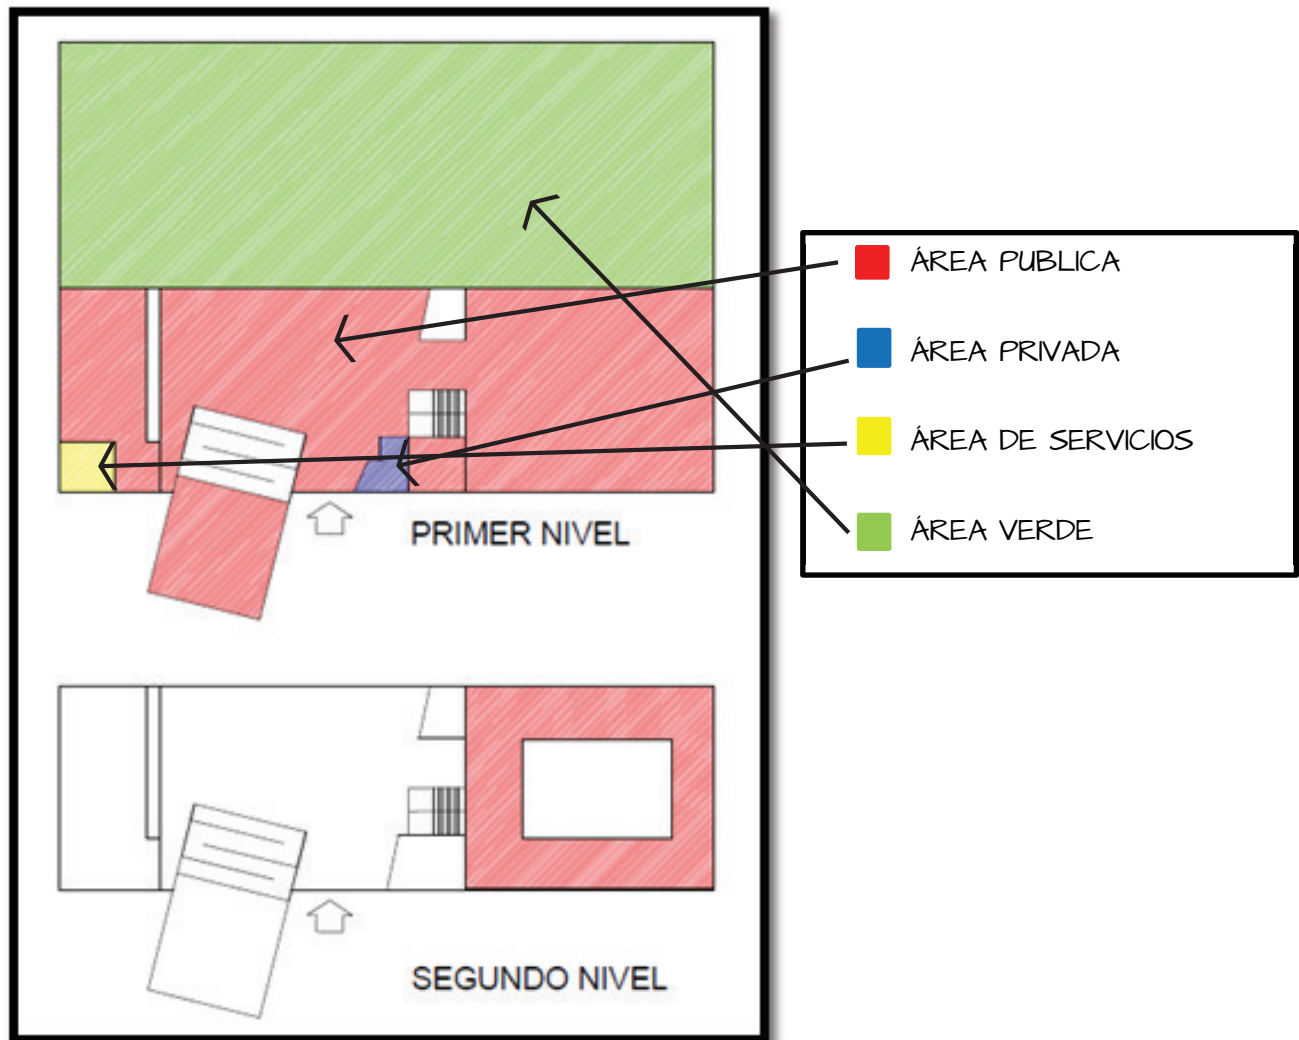 PRIMER NIVEL
SEGUNDO NIVEL
ÁREA PUBLICA
ÁREA PRIVADA
ÁREA DE SERVICIOS
ÁREA VERDE